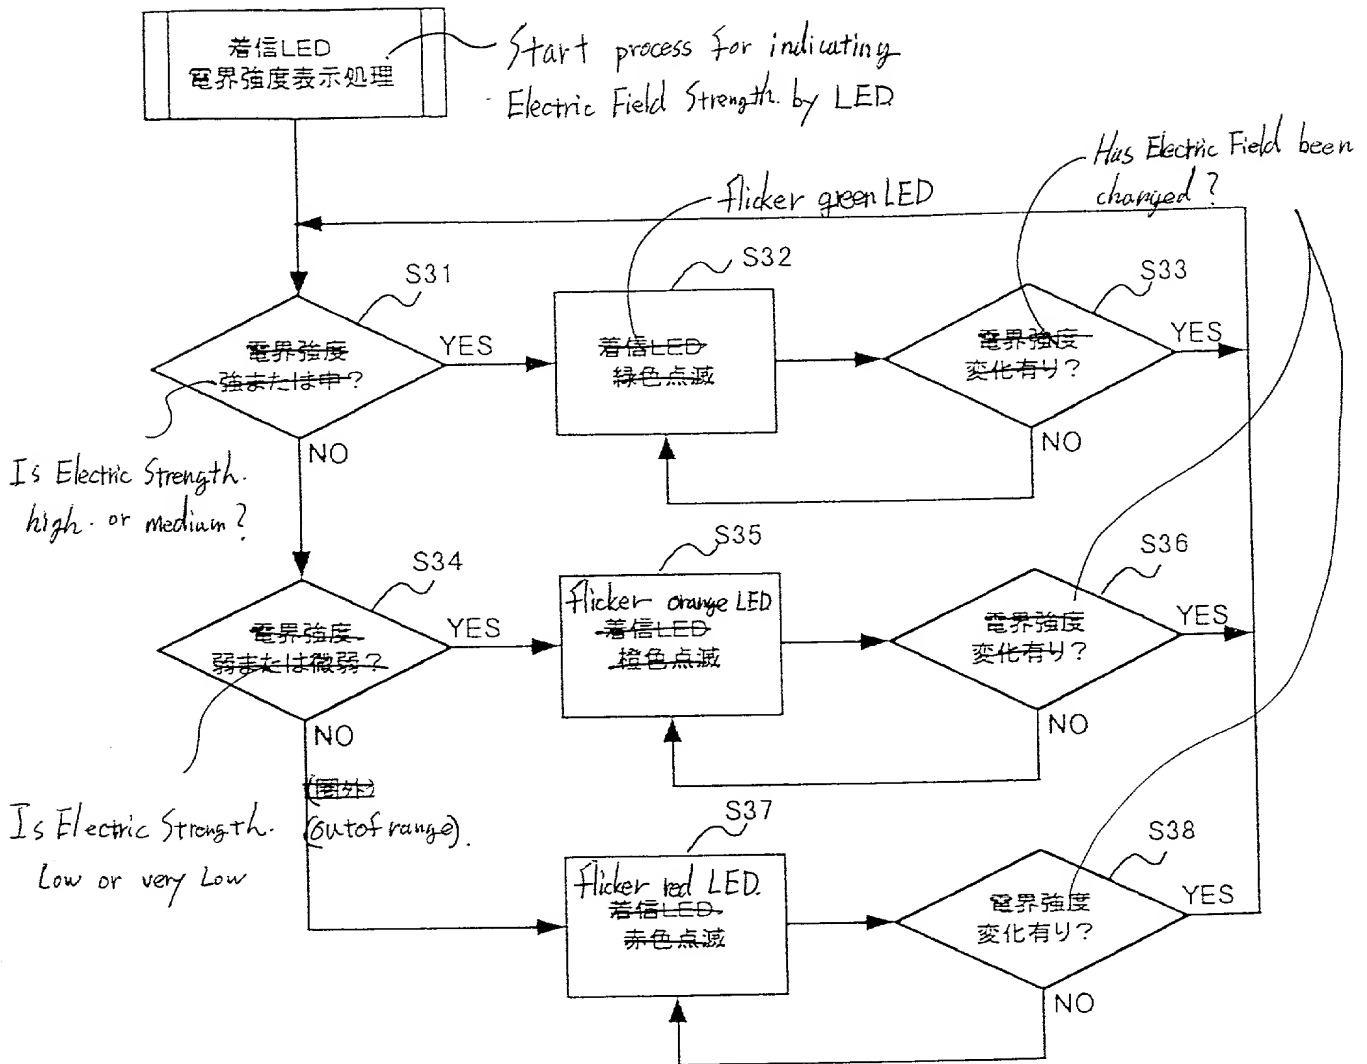 着信LED
電界強度表示処理
Start process for indicating
Electric Field Strength. by LED
Has Electric Field been
changed?
flicker green LED
S31
電界強度
強または中?
YES
NO
Is Electric Strength.
high. or medium?
S32
着信LED
緑色点滅
S33
電界強度
変化有り?
YES
NO
S34
電界強度
弱または微弱?
YES
NO
(圏外)
(out of range).
Is Electric Strength.
Low or very Low
S35
flicker orange LED
着信LED
橙色点滅
S36
電界強度
変化有り?
YES
NO
S37
flicker red LED.
着信LED
赤色点滅
S38
電界強度
変化有り?
YES
NO